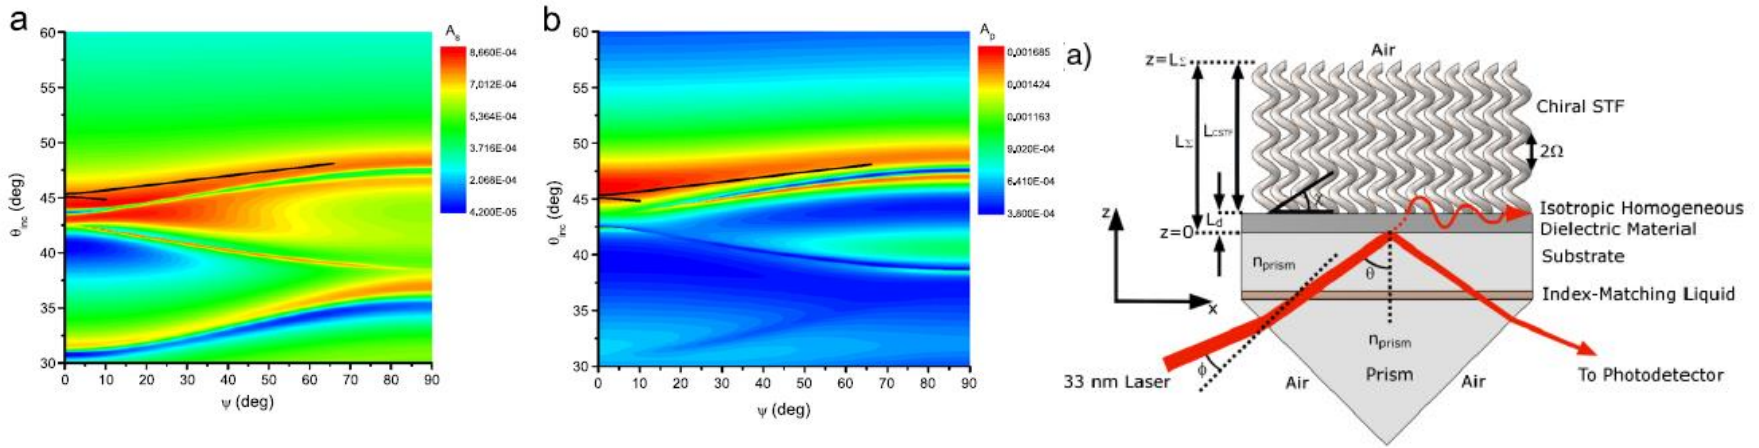 a
A_s
60
55
50
45
40
35
30
θ_inc (deg)
8,660E-04
7,012E-04
5,364E-04
3,716E-04
2,068E-04
4,200E-05
0 10 20 30 40 50 60 70 80 90
ψ (deg)
b
A_p
60
55
50
45
40
35
30
θ_inc (deg)
0,001685
0,001424
0,001163
9,020E-04
6,410E-04
3,800E-04
0 10 20 30 40 50 60 70 80 90
ψ (deg)
a)
Air
z=L_Σ
Chiral STF
L_Σ
L_CSTF
2Ω
χ
L_d
z
z=0
Isotropic Homogeneous
Dielectric Material
n_prism
θ
Substrate
x
Index-Matching Liquid
n_prism
ϕ
33 nm Laser
Air
Prism
Air
To Photodetector